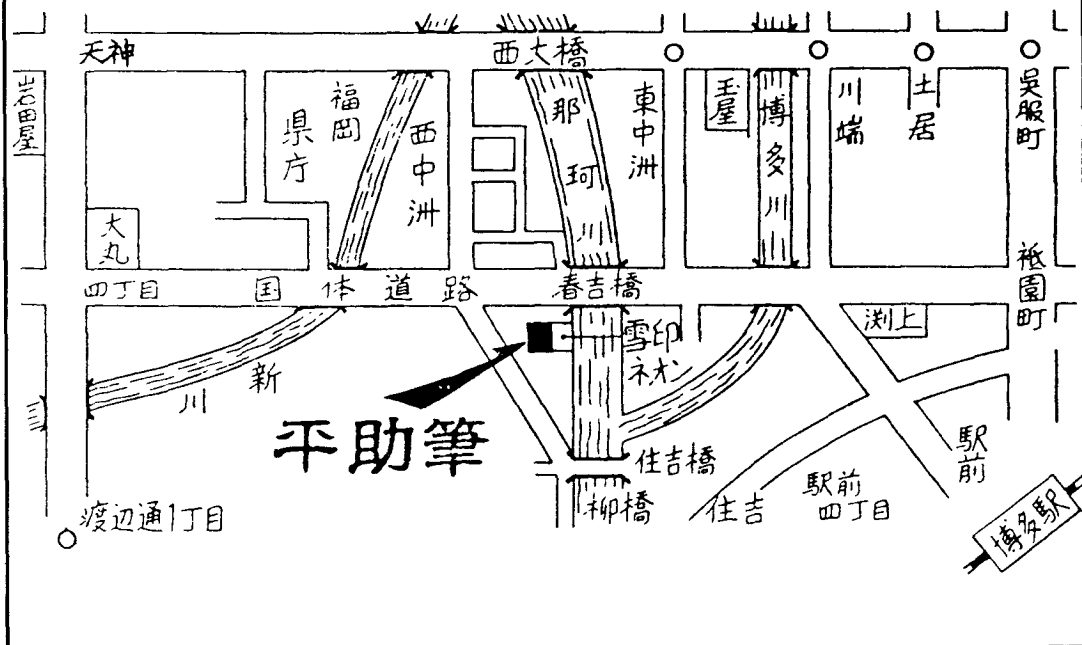 天神
西大橋
岩田屋
福岡
県庁
西中洲
那珂川
東中洲
玉屋
博多川
川端
土居
呉服町
大丸
四丁目
国体道路
春吉橋
祇園町
渕上
雪印
新川
平助筆
住吉橋
柳橋
住吉
駅前
四丁目
駅前
博多駅
渡辺通1丁目